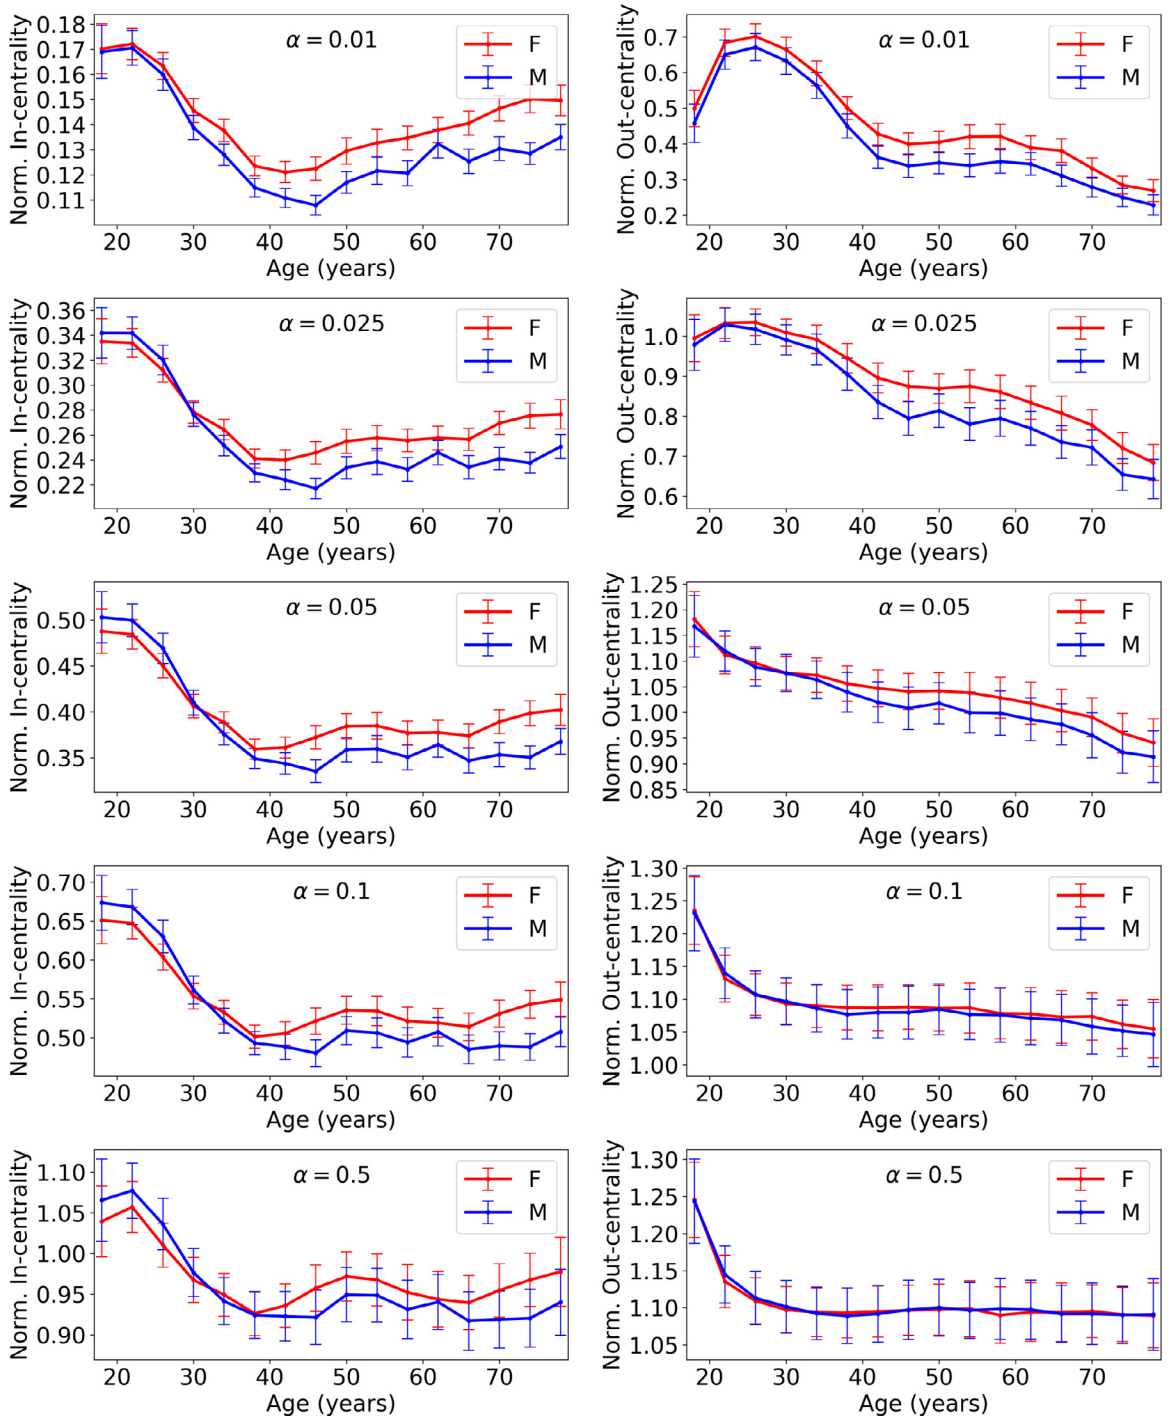 Norm. In-centrality
0.18
0.17
0.16
0.15
0.14
0.13
0.12
0.11
α = 0.01
F
M
20 30 40 50 60 70
Age (years)
Norm. Out-centrality
0.7
0.6
0.5
0.4
0.3
0.2
α = 0.01
F
M
20 30 40 50 60 70
Age (years)
Norm. In-centrality
0.36
0.34
0.32
0.30
0.28
0.26
0.24
0.22
α = 0.025
F
M
20 30 40 50 60 70
Age (years)
Norm. Out-centrality
1.0
0.9
0.8
0.7
0.6
α = 0.025
F
M
20 30 40 50 60 70
Age (years)
Norm. In-centrality
0.50
0.45
0.40
0.35
α = 0.05
F
M
20 30 40 50 60 70
Age (years)
Norm. Out-centrality
1.25
1.20
1.15
1.10
1.05
1.00
0.95
0.90
0.85
α = 0.05
F
M
20 30 40 50 60 70
Age (years)
Norm. In-centrality
0.70
0.65
0.60
0.55
0.50
α = 0.1
F
M
20 30 40 50 60 70
Age (years)
Norm. Out-centrality
1.30
1.25
1.20
1.15
1.10
1.05
1.00
α = 0.1
F
M
20 30 40 50 60 70
Age (years)
Norm. In-centrality
1.10
1.05
1.00
0.95
0.90
α = 0.5
F
M
20 30 40 50 60 70
Age (years)
Norm. Out-centrality
1.30
1.25
1.20
1.15
1.10
1.05
α = 0.5
F
M
20 30 40 50 60 70
Age (years)